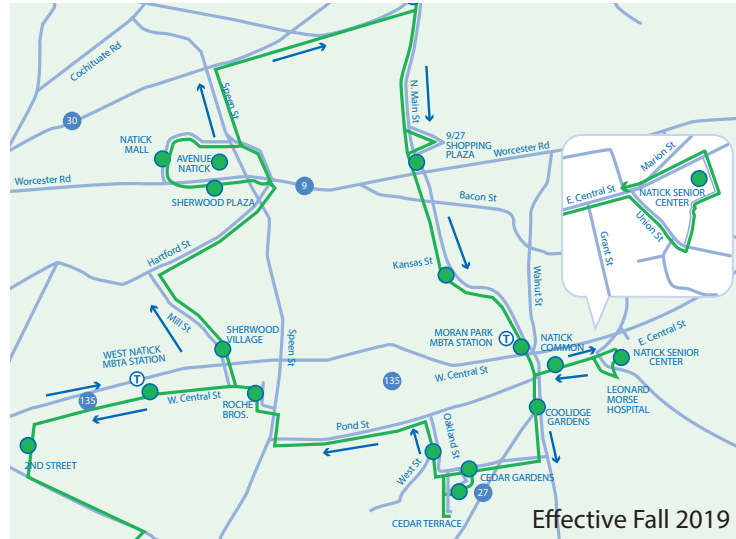 Cochituate Rd
30
Speen St
N. Main St
9/27
SHOPPING
PLAZA
NATICK
MALL
AVENUE
NATICK
Worcester Rd
Worcester Rd
9
SHERWOOD PLAZA
Bacon St
Marion St
E. Central St
NATICK SENIOR
CENTER
Union St
Grant St
Hartford St
Kansas St
Walnut St
Mill St
SHERWOOD
VILLAGE
Speen St
MORAN PARK
MBTA STATION
T
NATICK
COMMON
E. Central St
NATICK SENIOR
CENTER
WEST NATICK
MBTA STATION
T
135
W. Central St
135
W. Central St
ROCHE
BROS.
LEONARD
MORSE
HOSPITAL
COOLIDGE
GARDENS
Pond St
Oakland St
West St
2ND STREET
CEDAR GARDENS
27
CEDAR TERRACE
Effective Fall 2019